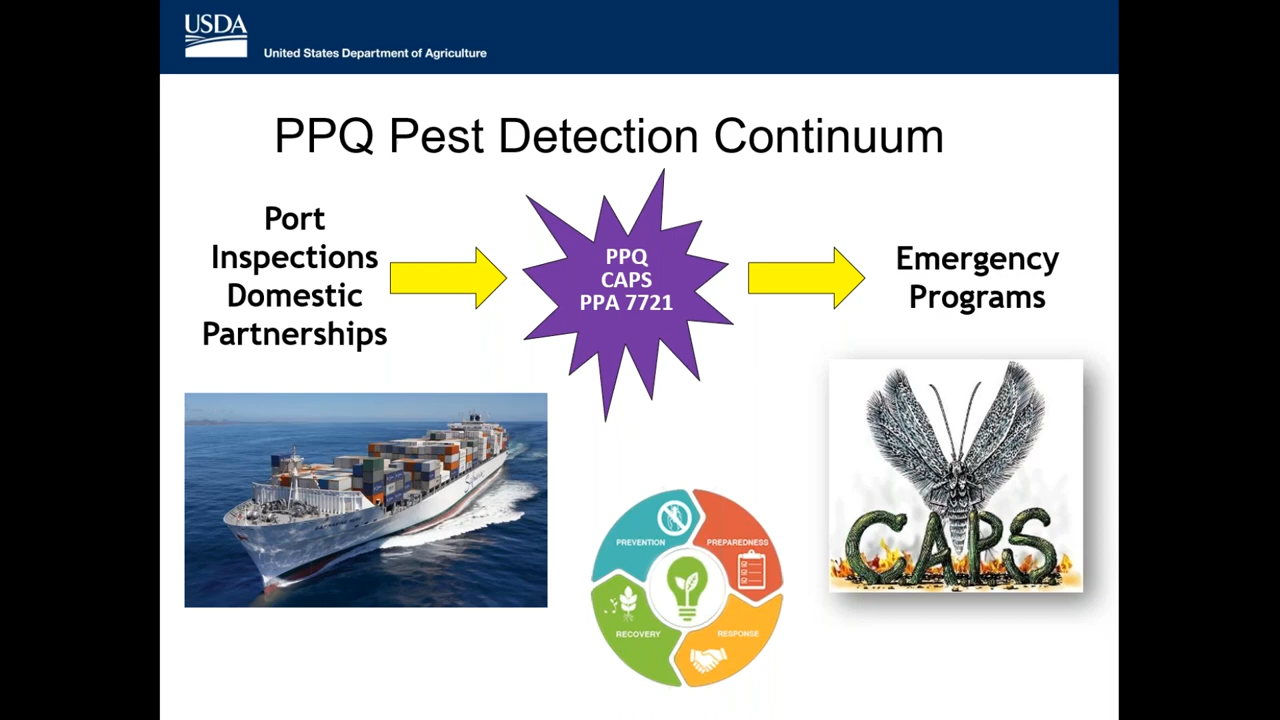 USDA
United States Department of Agriculture
PPQ Pest Detection Continuum
Port
Inspections
Domestic
Partnerships
PPQ
CAPS
PPA 7721
Emergency
Programs
CAPS
PREVENTION
PREPAREDNESS
RECOVERY
RESPONSE